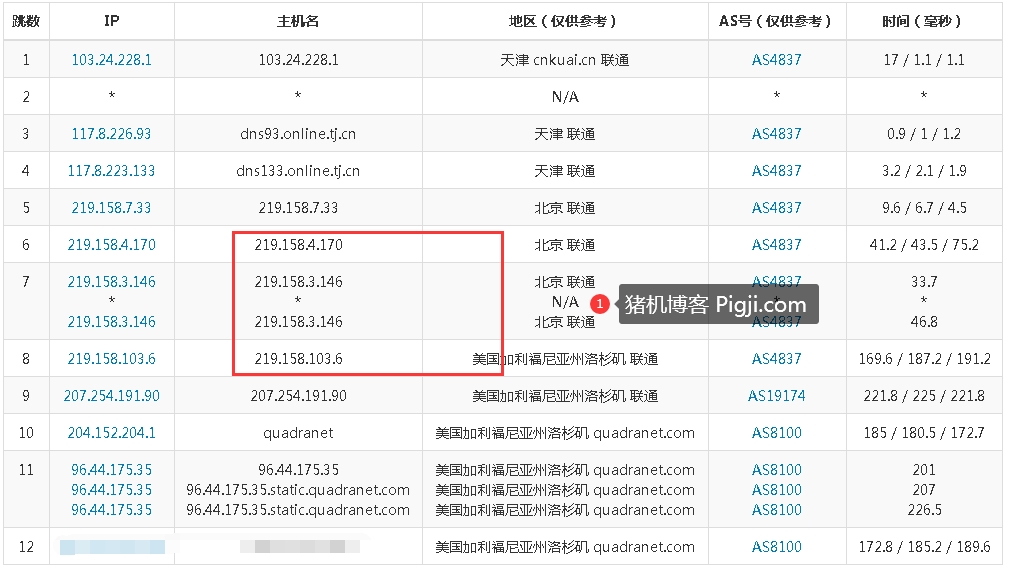 跳数 IP 主机名 地区（仅供参考） AS号（仅供参考） 时间（毫秒）
1 103.24.228.1 103.24.228.1 天津 cnkuai.cn 联通 AS4837 17 / 1.1 / 1.1
2 * * N/A * *
3 117.8.226.93 dns93.online.tj.cn 天津 联通 AS4837 0.9 / 1 / 1.2
4 117.8.223.133 dns133.online.tj.cn 天津 联通 AS4837 3.2 / 2.1 / 1.9
5 219.158.7.33 219.158.7.33 北京 联通 AS4837 9.6 / 6.7 / 4.5
6 219.158.4.170 219.158.4.170 北京 联通 AS4837 41.2 / 43.5 / 75.2
7 219.158.3.146 219.158.3.146 北京 联通 AS4837 33.7
* * N/A * *
1 猪机博客 Pigji.com
219.158.3.146 219.158.3.146 北京 联通 AS4837 46.8
8 219.158.103.6 219.158.103.6 美国加利福尼亚州洛杉矶 联通 AS4837 169.6 / 187.2 / 191.2
9 207.254.191.90 207.254.191.90 美国加利福尼亚州洛杉矶 联通 AS19174 221.8 / 225 / 221.8
10 204.152.204.1 quadranet 美国加利福尼亚州洛杉矶 quadranet.com AS8100 185 / 180.5 / 172.7
11 96.44.175.35 96.44.175.35 美国加利福尼亚州洛杉矶 quadranet.com AS8100 201
96.44.175.35 96.44.175.35.static.quadranet.com 美国加利福尼亚州洛杉矶 quadranet.com AS8100 207
96.44.175.35 96.44.175.35.static.quadranet.com 美国加利福尼亚州洛杉矶 quadranet.com AS8100 226.5
12 美国加利福尼亚州洛杉矶 quadranet.com AS8100 172.8 / 185.2 / 189.6